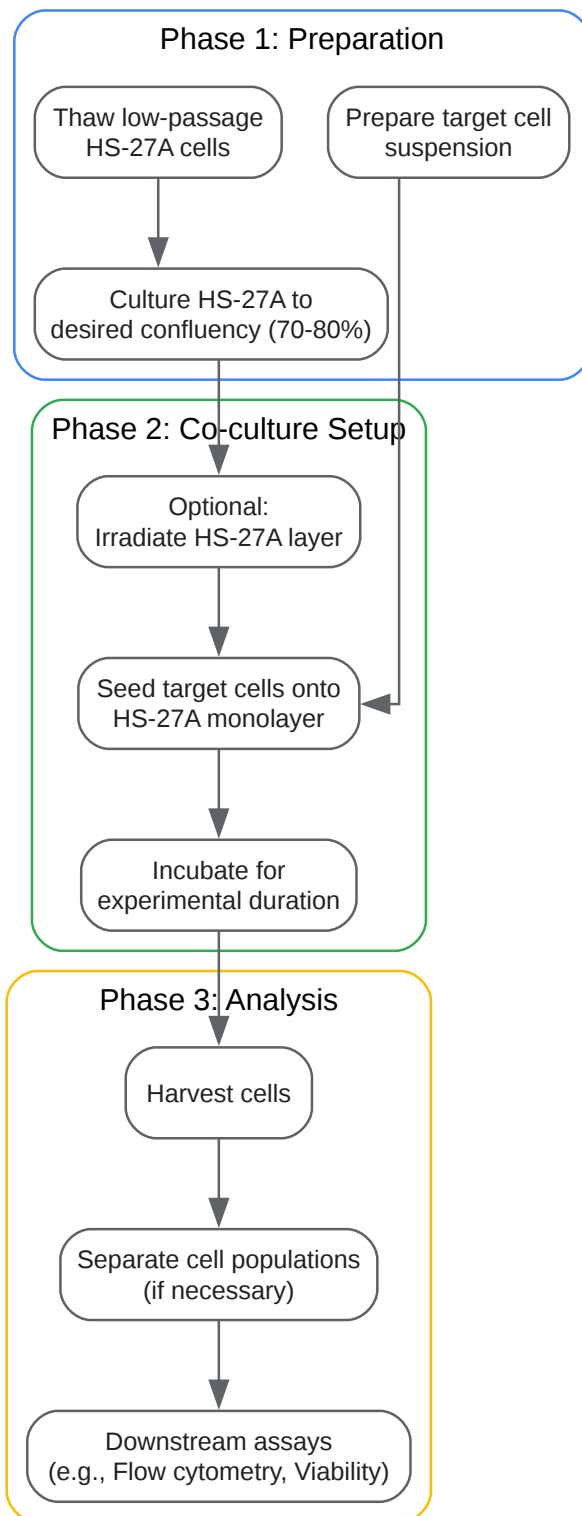 Phase 1: Preparation
Thaw low-passage
HS-27A cells
Prepare target cell
suspension
Culture HS-27A to
desired confluency (70-80%)
Phase 2: Co-culture Setup
Optional:
Irradiate HS-27A layer
Seed target cells onto
HS-27A monolayer
Incubate for
experimental duration
Phase 3: Analysis
Harvest cells
Separate cell populations
(if necessary)
Downstream assays
(e.g., Flow cytometry, Viability)